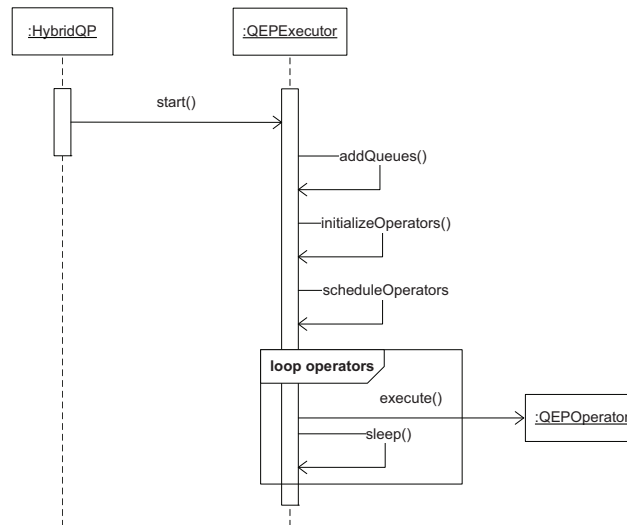 :HybridQP
:QEPExecutor
start()
addQueues()
initializeOperators()
scheduleOperators
loop operators
execute()
:QEPOperator
sleep()